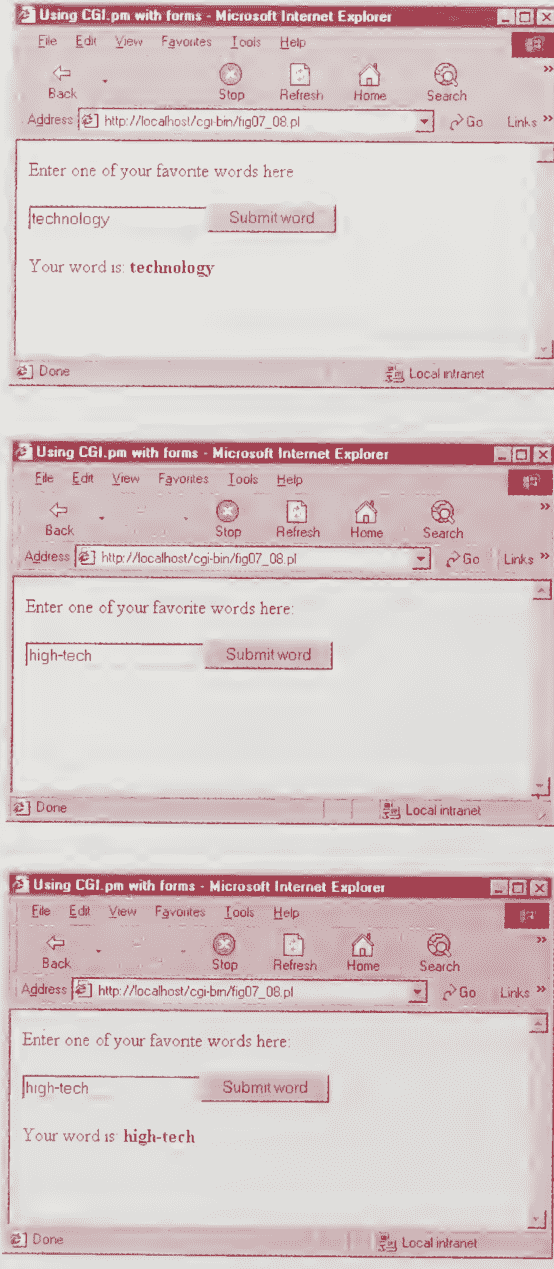 Using CGI.pm with forms - Microsoft Internet Explorer
File Edit View Favorites Tools Help
Back Stop Refresh Home Search
Address http://localhost/cgi-bin/fig07_08.pl Go Links »
Enter one of your favorite words here
technology Submit word
Your word is: technology
Done Local intranet
Using CGI.pm with forms - Microsoft Internet Explorer
File Edit View Favorites Tools Help
Back Stop Refresh Home Search
Address http://localhost/cgi-bin/fig07_08.pl Go Links »
Enter one of your favorite words here:
high-tech Submit word
Done Local intranet
Using CGI.pm with forms - Microsoft Internet Explorer
File Edit View Favorites Tools Help
Back Stop Refresh Home Search
Address http://localhost/cgi-bin/fig07_08.pl Go Links »
Enter one of your favorite words here:
high-tech Submit word
Your word is: high-tech
Done Local intranet